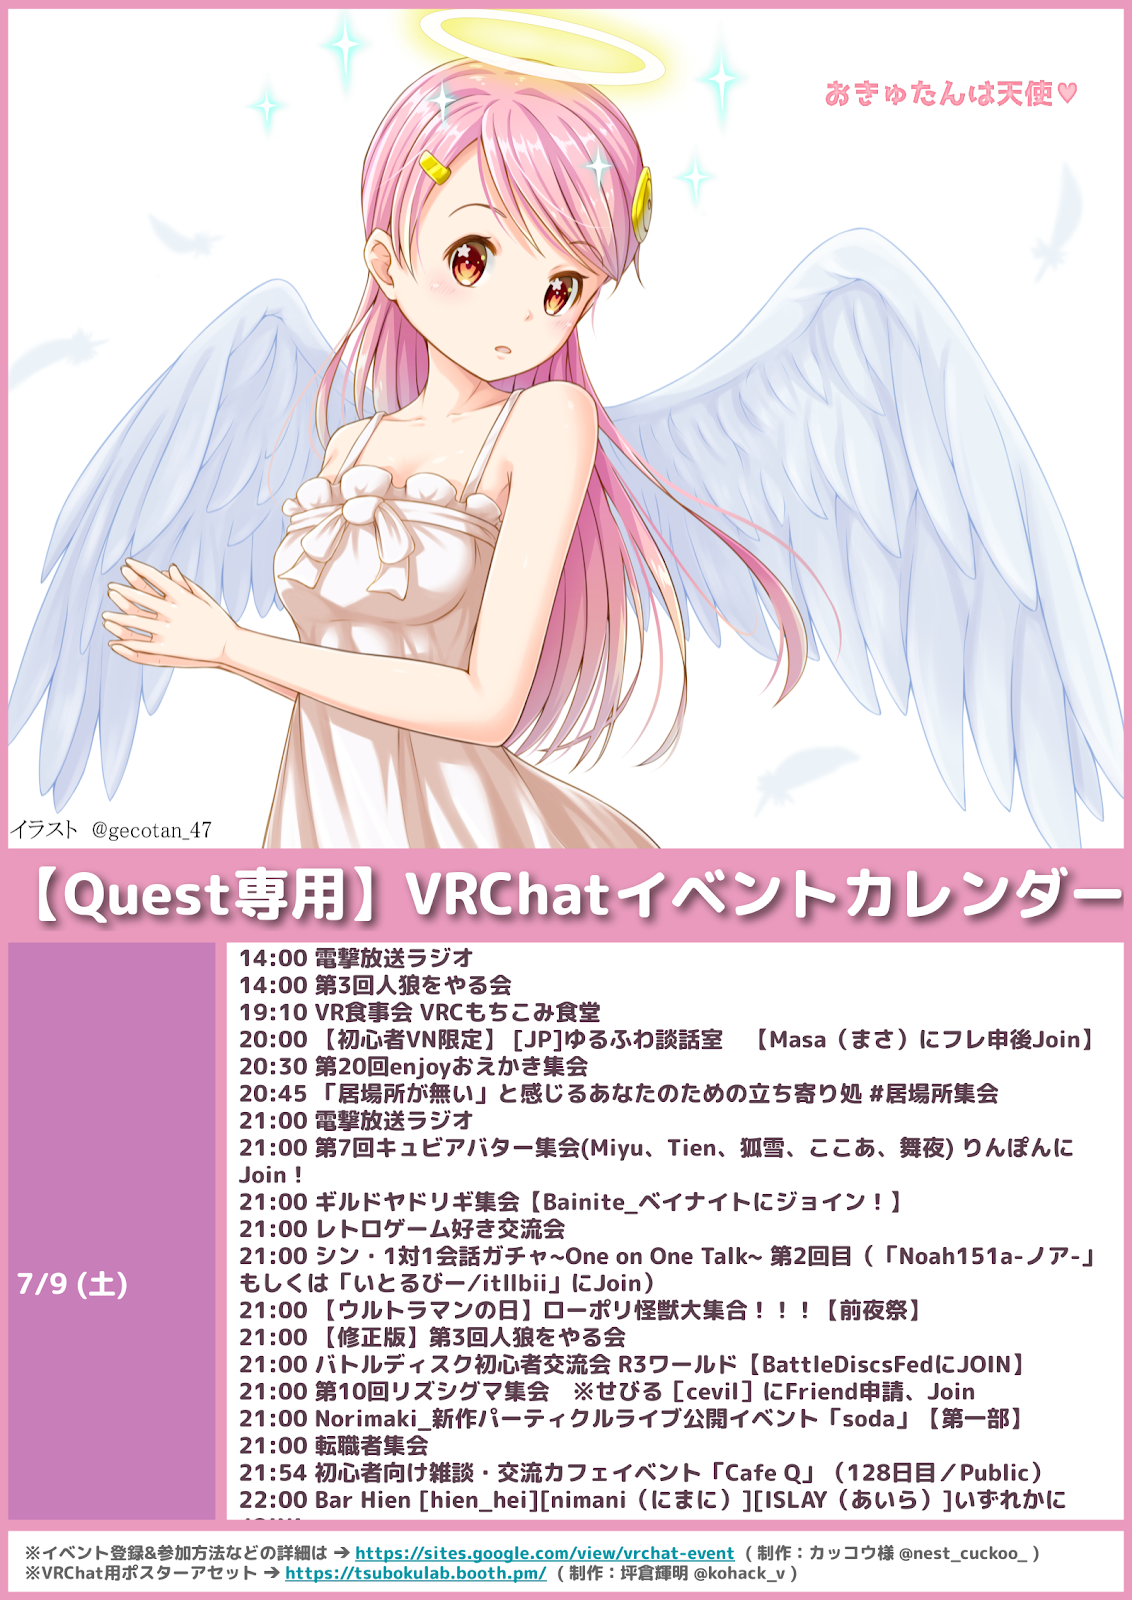 おきゅたんは天使♥
イラスト @gecotan_47
【Quest専用】VRChatイベントカレンダー
7/9 (土)
14:00 電撃放送ラジオ
14:00 第3回人狼をやる会
19:10 VR食事会 VRCもちこみ食堂
20:00 【初心者VN限定】 [JP]ゆるふわ談話室　【Masa（まさ）にフレ申後Join】
20:30 第20回enjoyおえかき集会
20:45 「居場所が無い」と感じるあなたのための立ち寄り処 #居場所集会
21:00 電撃放送ラジオ
21:00 第7回キュビアバター集会(Miyu、Tien、狐雪、ここあ、舞夜) りんぽんに
Join！
21:00 ギルドヤドリギ集会【Bainite_ベイナイトにジョイン！】
21:00 レトロゲーム好き交流会
21:00 シン・1対1会話ガチャ~One on One Talk~ 第2回目（「Noah151a-ノア-」
もしくは「いとるびー/itllbii」にJoin）
21:00 【ウルトラマンの日】ローポリ怪獣大集合！！！【前夜祭】
21:00 【修正版】第3回人狼をやる会
21:00 バトルディスク初心者交流会 R3ワールド【BattleDiscsFedにJOIN】
21:00 第10回リズシグマ集会　※せびる［cevil］にFriend申請、Join
21:00 Norimaki_新作パーティクルライブ公開イベント「soda」【第一部】
21:00 転職者集会
21:54 初心者向け雑談・交流カフェイベント「Cafe Q」（128日目／Public）
22:00 Bar Hien [hien_hei][nimani（にまに）][ISLAY（あいら）]いずれかに
※イベント登録&参加方法などの詳細は ➔ https://sites.google.com/view/vrchat-event （ 制作：カッコウ様 @nest_cuckoo_ ）
※VRChat用ポスターアセット ➔ https://tsubokulab.booth.pm/ （ 制作：坪倉輝明 @kohack_v ）